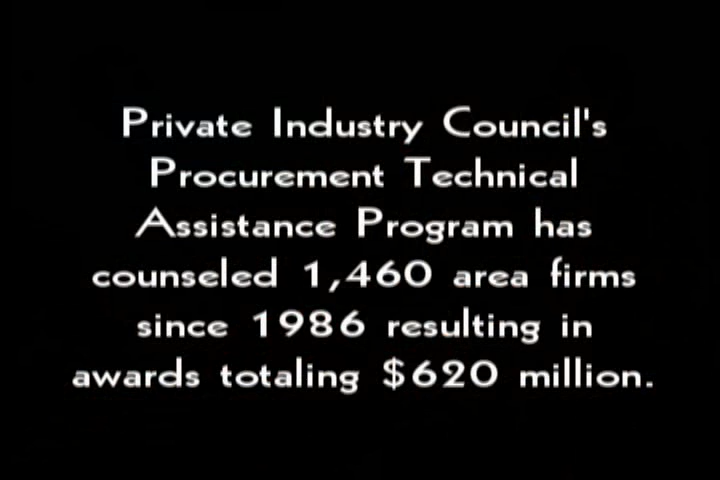 Private Industry Council's
Procurement Technical
Assistance Program has
counseled 1,460 area firms
since 1986 resulting in
awards totaling $620 million.